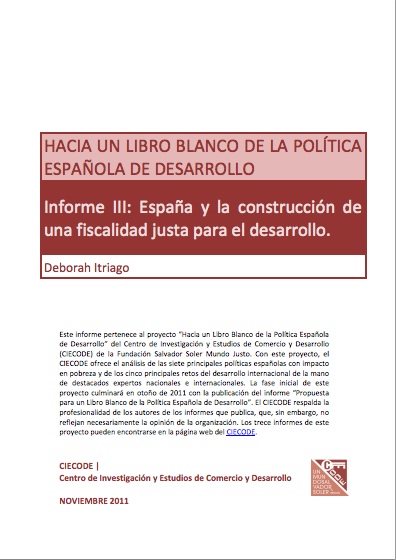 HACIA UN LIBRO BLANCO DE LA POLÍTICA
ESPAÑOLA DE DESARROLLO
Informe III: España y la construcción de
una fiscalidad justa para el desarrollo.
Deborah Itriago
Este informe pertenece al proyecto "Hacia un Libro Blanco de la Política Española
de Desarrollo" del Centro de Investigación y Estudios de Comercio y Desarrollo
(CIECODE) de la Fundación Salvador Soler Mundo Justo. Con este proyecto, el
CIECODE ofrece el análisis de las siete principales políticas españolas con impacto
en pobreza y de los cinco principales retos del desarrollo internacional de la mano
de destacados expertos nacionales e internacionales. La fase inicial de este
proyecto culminará en otoño de 2011 con la publicación del informe "Propuesta
para un Libro Blanco de la Política Española de Desarrollo". El CIECODE respalda la
profesionalidad de los autores de los informes que publica, que, sin embargo, no
reflejan necesariamente la opinión de la organización. Los trece informes de este
proyecto pueden encontrarse en la página web del CIECODE.
CIECODE |
Centro de Investigación y Estudios de Comercio y Desarrollo
NOVIEMBRE 2011
UN
MUN
DOSAL
VADOR
SOLER